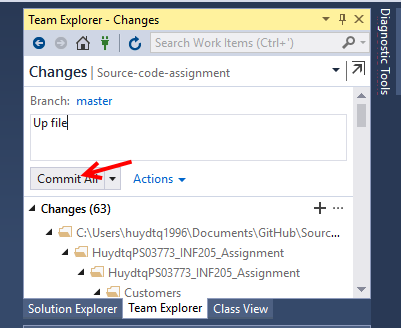 Team Explorer - Changes
Search Work Items (Ctrl+')
Changes | Source-code-assignment
Branch: master
Up file
Commit All
Actions
Changes (63)
C:\Users\huydtq1996\Documents\GitHub\Sourc...
HuydtqPS03773_INF205_Assignment
HuydtqPS03773_INF205_Assignment
Customers
Solution Explorer Team Explorer Class View
Diagnostic Tools